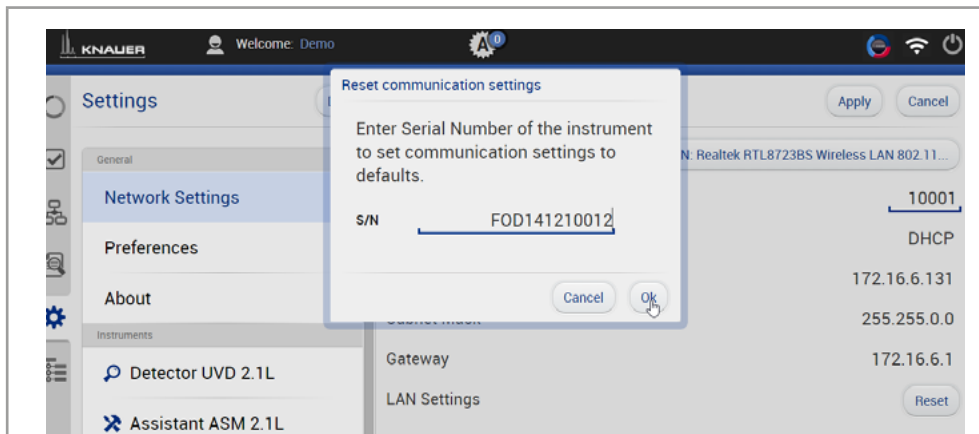 KNAUER
Welcome: Demo
0
Settings
Apply
Cancel
General
Network Settings
Preferences
About
Instruments
Detector UVD 2.1L
Assistant ASM 2.1L
Reset communication settings
Enter Serial Number of the instrument
to set communication settings to
defaults.
S/N FOD141210012
Cancel
Ok
N: Realtek RTL8723BS Wireless LAN 802.11...
10001
DHCP
172.16.6.131
255.255.0.0
Gateway 172.16.6.1
LAN Settings Reset